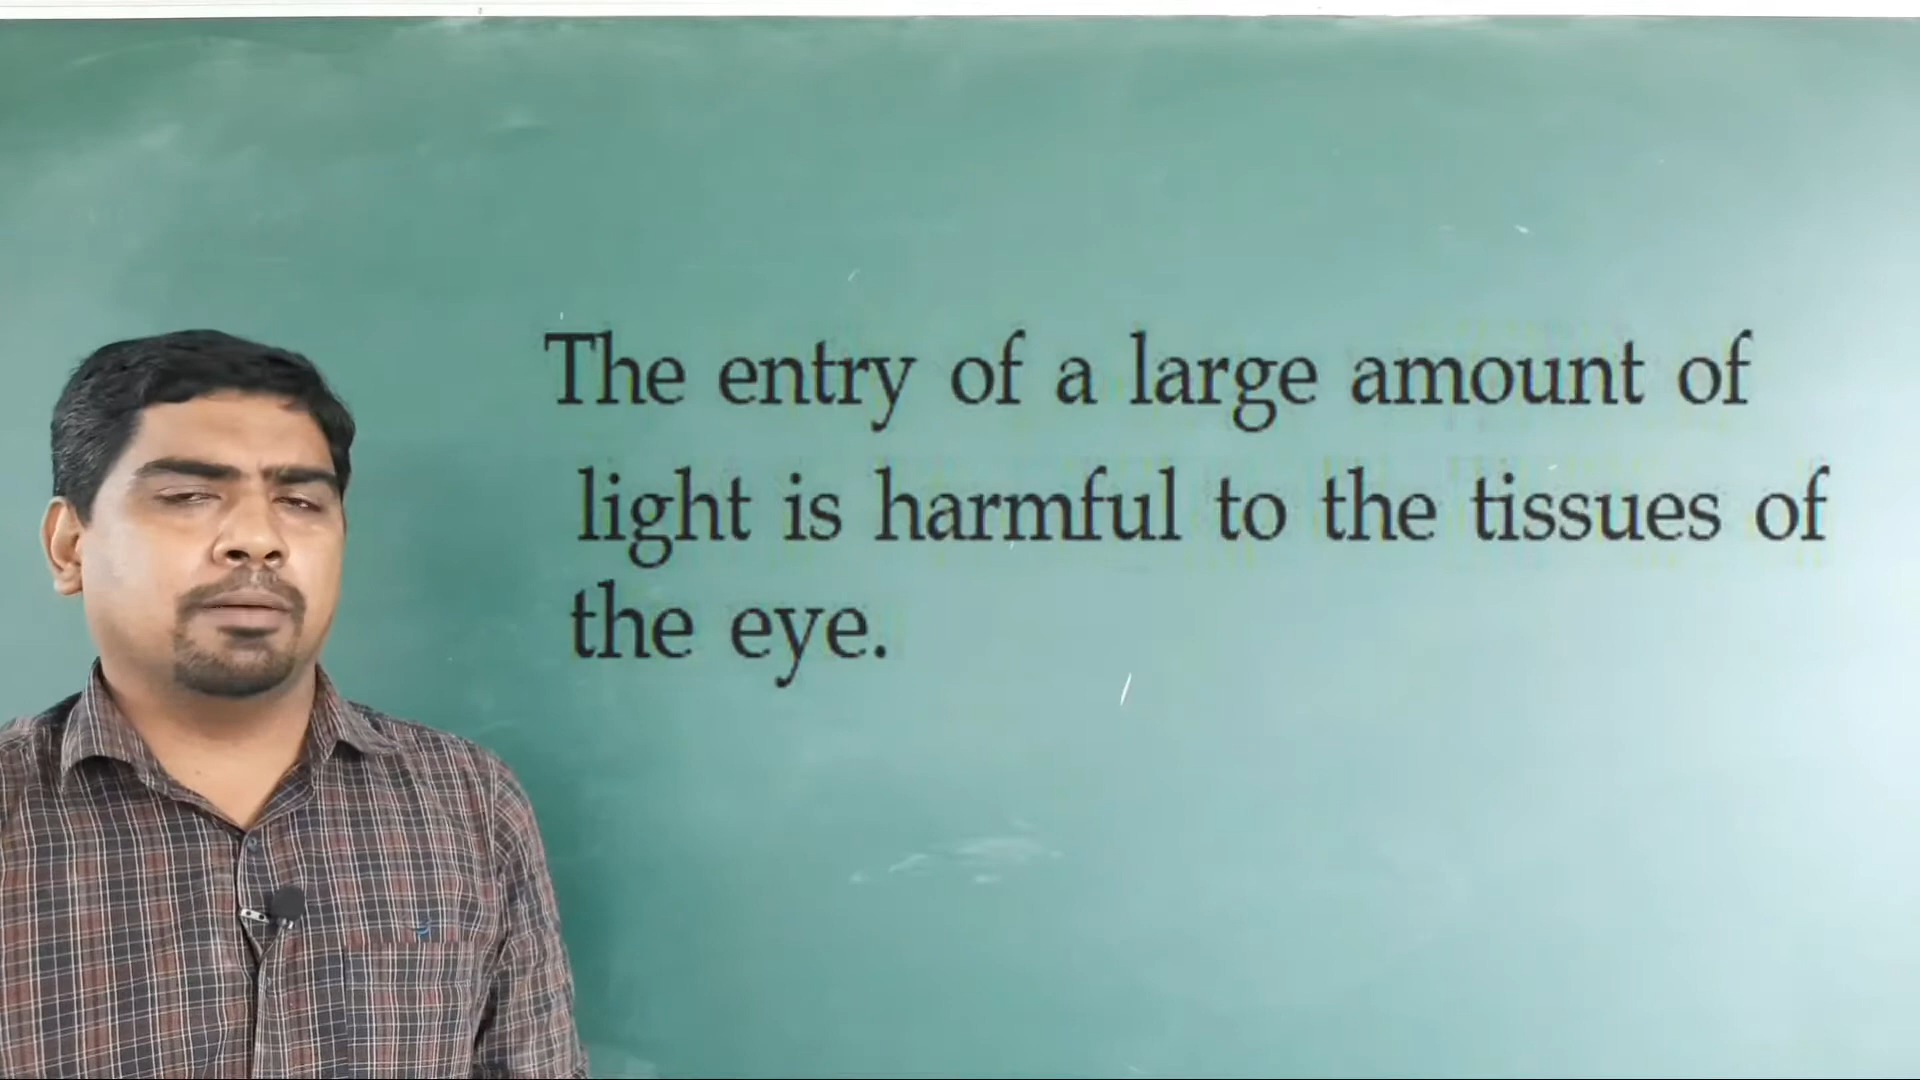 The entry of a large amount of
light is harmful to the tissues of
the eye.